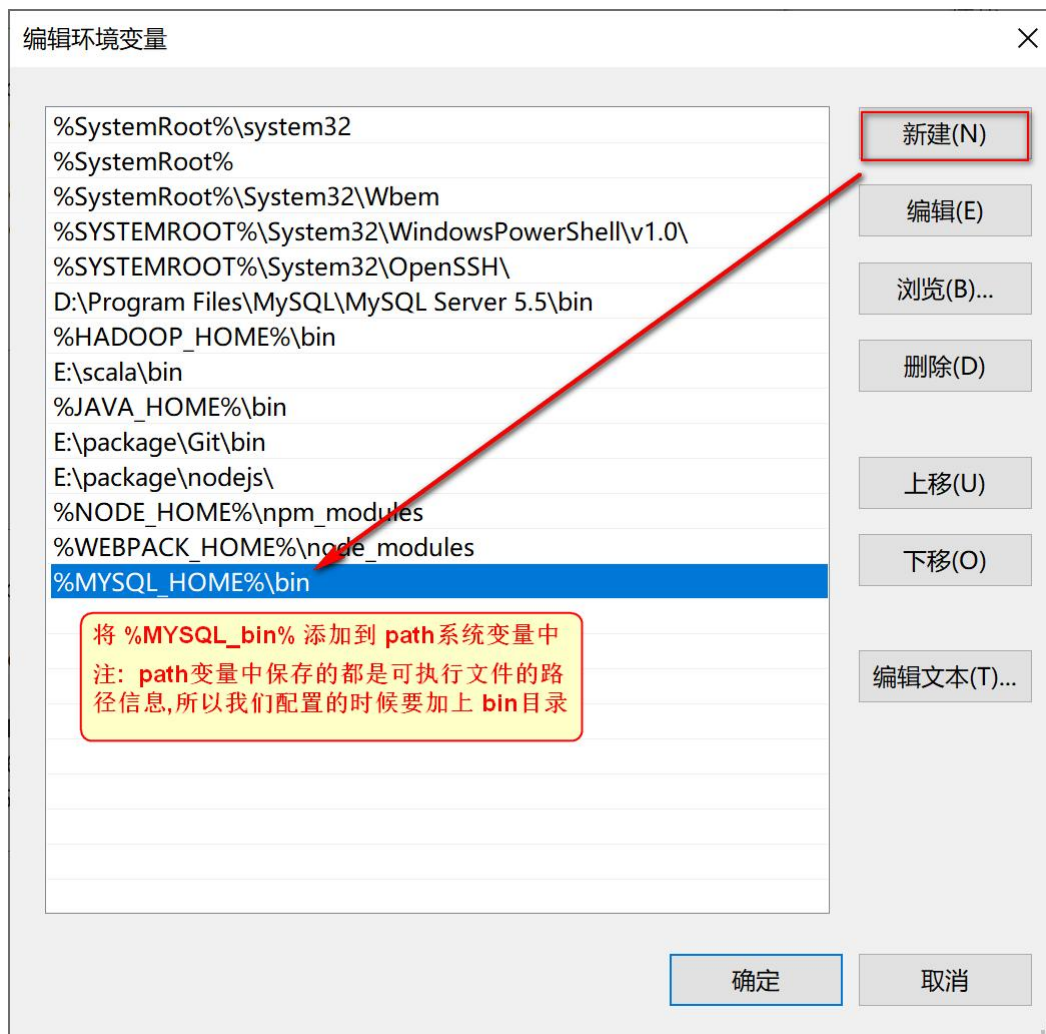 编辑环境变量
%SystemRoot%\system32
%SystemRoot%
%SystemRoot%\System32\Wbem
%SYSTEMROOT%\System32\WindowsPowerShell\v1.0\
%SYSTEMROOT%\System32\OpenSSH\
D:\Program Files\MySQL\MySQL Server 5.5\bin
%HADOOP_HOME%\bin
E:\scala\bin
%JAVA_HOME%\bin
E:\package\Git\bin
E:\package\nodejs\
%NODE_HOME%\npm_modules
%WEBPACK_HOME%\node_modules
%MYSQL_HOME%\bin
将 %MYSQL_bin% 添加到 path系统变量中
注: path变量中保存的都是可执行文件的路
径信息,所以我们配置的时候要加上 bin目录
新建(N)
编辑(E)
浏览(B)...
删除(D)
上移(U)
下移(O)
编辑文本(T)...
确定
取消